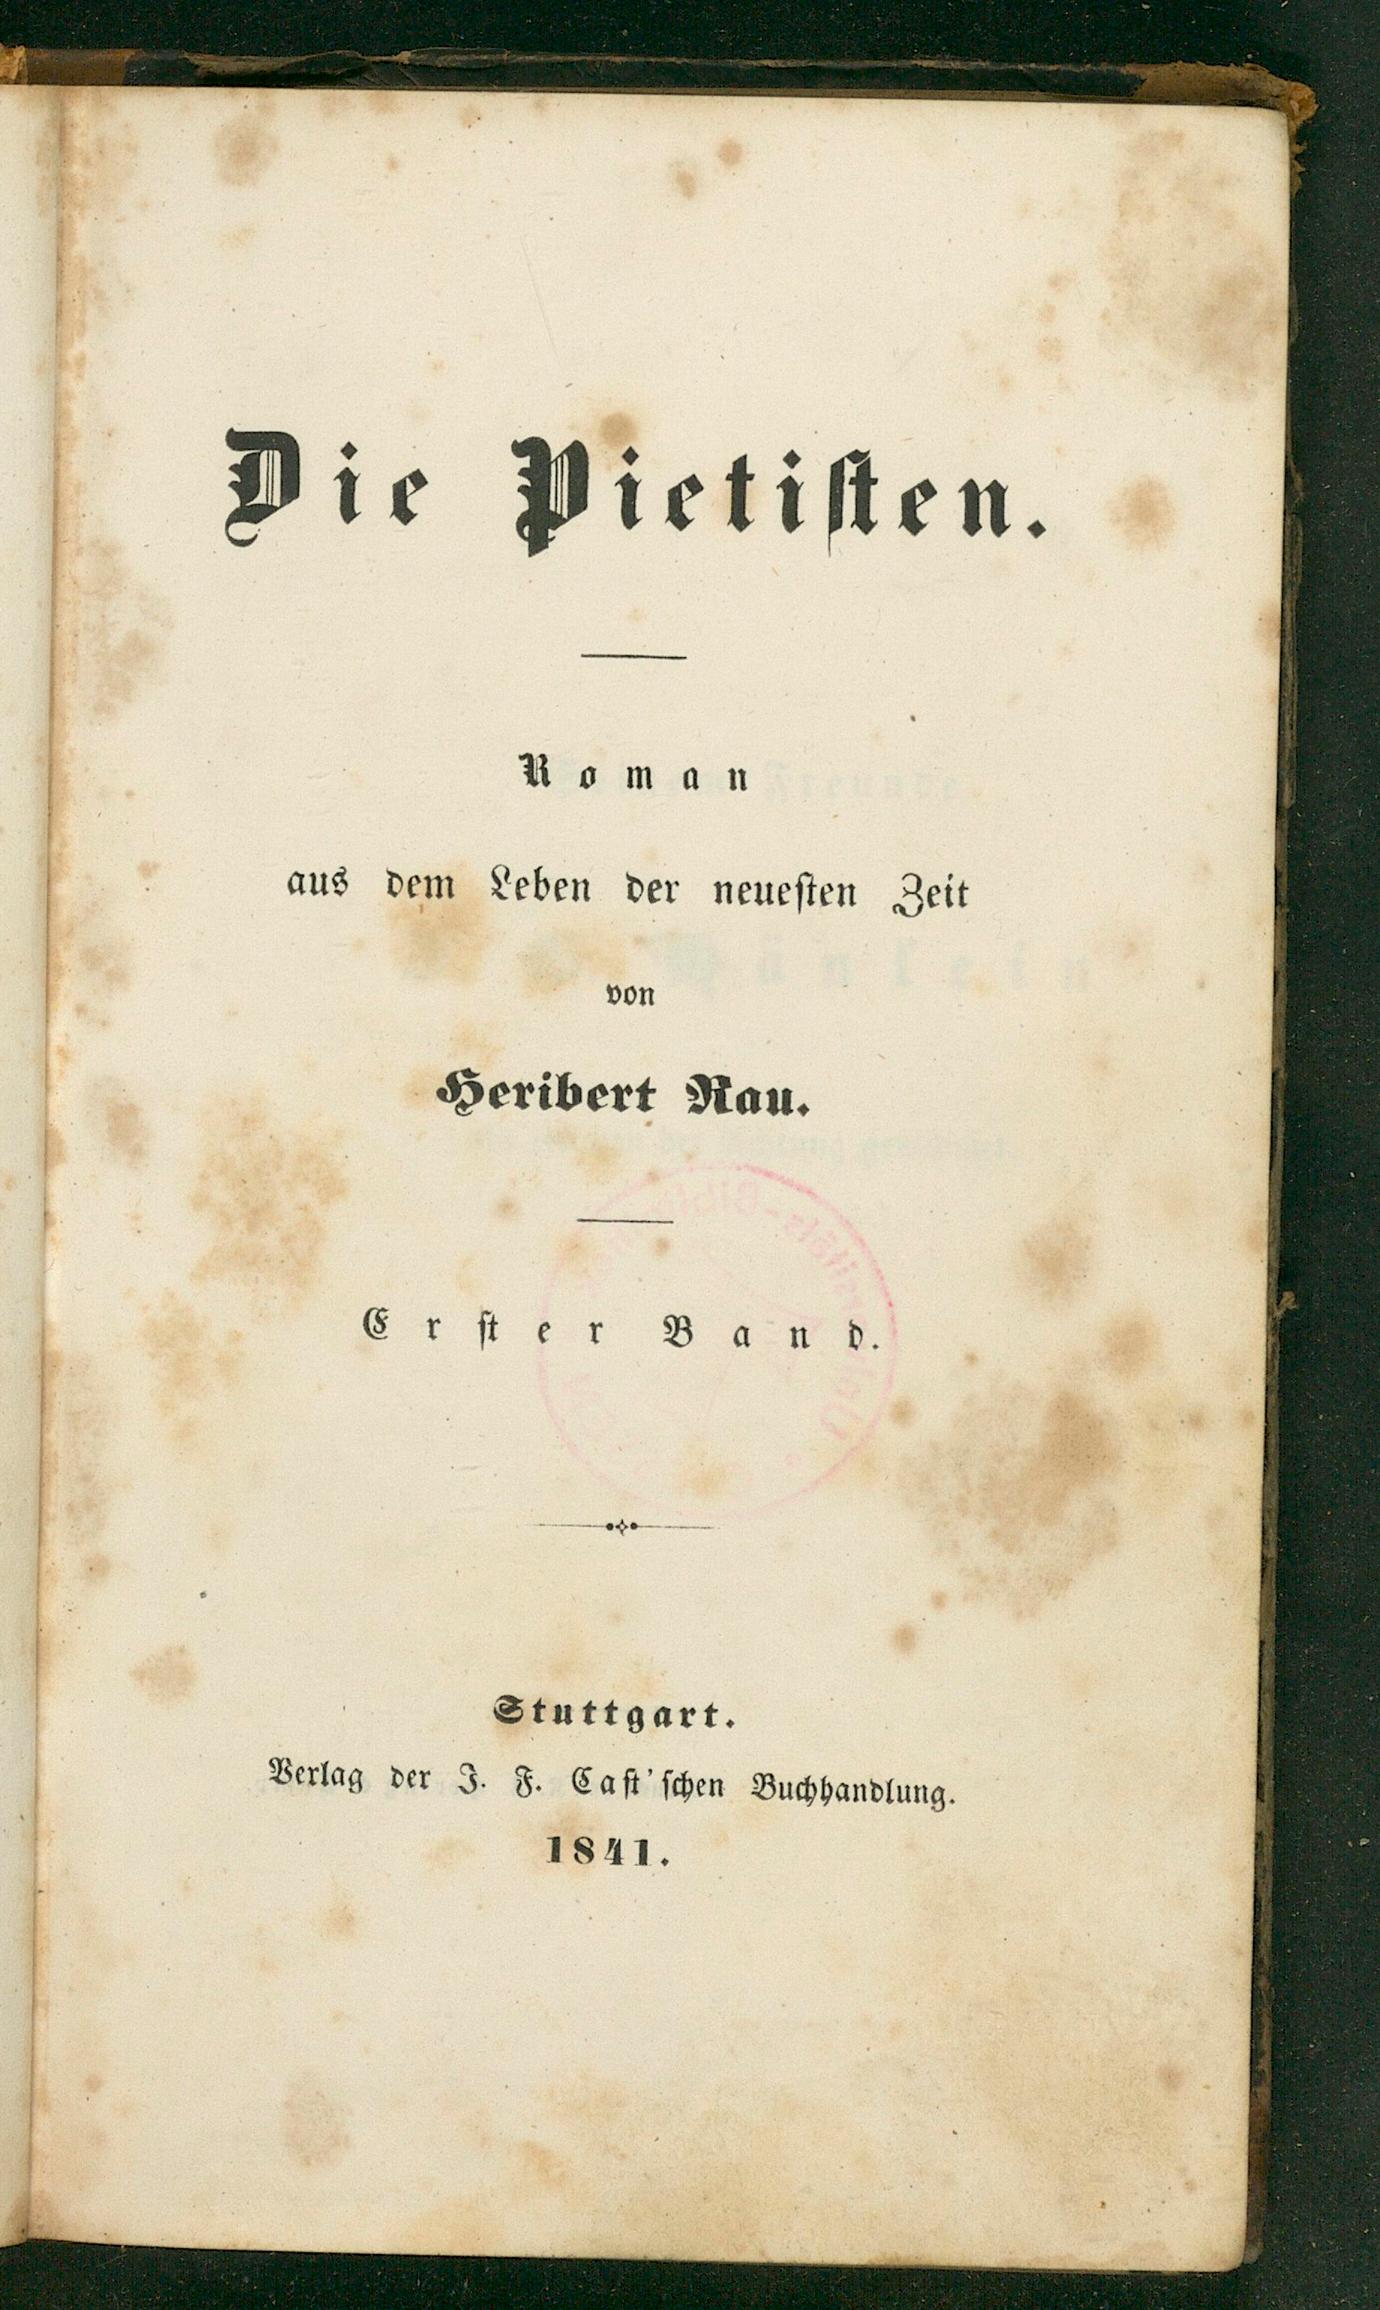 Die Pietiſten.
Roman
aus dem Leben der neueſten Zeit
von
Heribert Rau.
Erſter Band.
Stuttgart.
Verlag der J. F. Caſt'ſchen Buchhandlung.
1841.